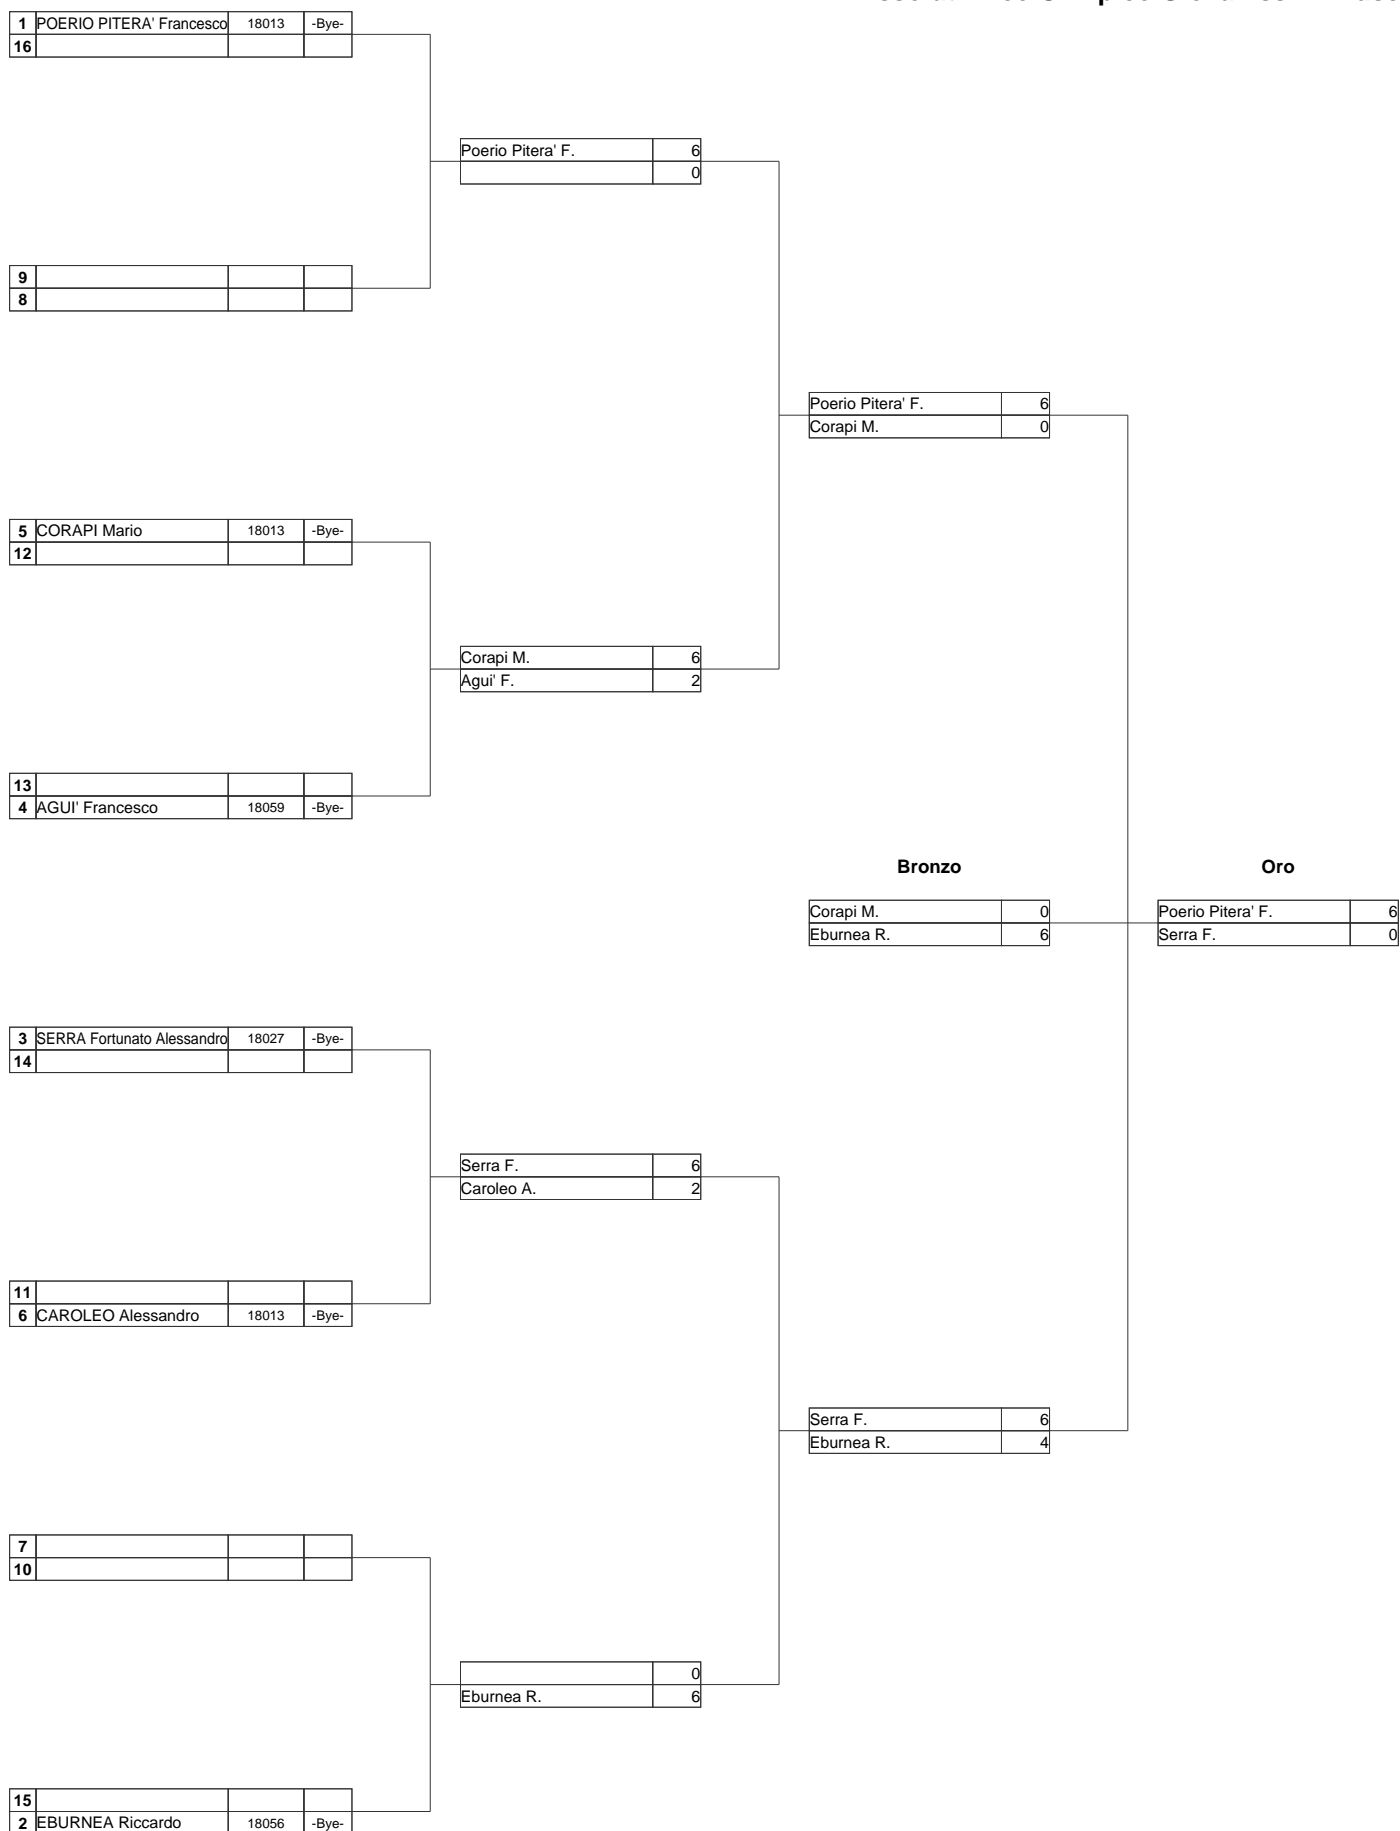 1 POERIO PITERA' Francesco 18013 -Bye-
16
Poerio Pitera' F. 6
0
9
8
Poerio Pitera' F. 6
Corapi M. 0
5 CORAPI Mario 18013 -Bye-
12
Corapi M. 6
Agui' F. 2
13
4 AGUI' Francesco 18059 -Bye-
Bronzo Oro
Corapi M. 0 Poerio Pitera' F. 6
Eburnea R. 6 Serra F. 0
3 SERRA Fortunato Alessandro 18027 -Bye-
14
Serra F. 6
Caroleo A. 2
11
6 CAROLEO Alessandro 18013 -Bye-
Serra F. 6
Eburnea R. 4
7
10
0
Eburnea R. 6
15
2 EBURNEA Riccardo 18056 -Bye-